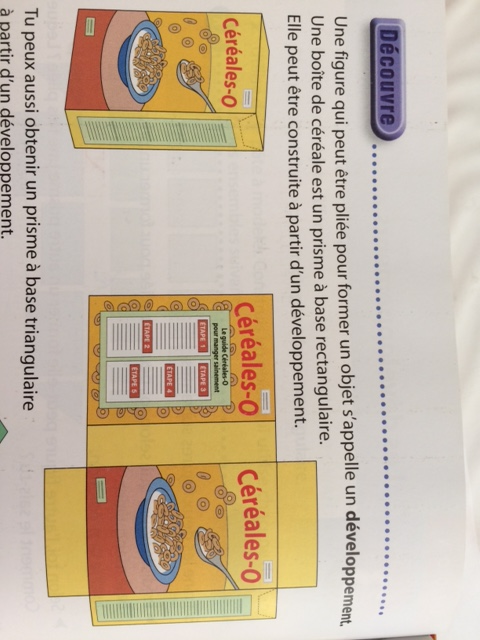 Découvre
Une figure qui peut être pliée pour former un objet s'appelle un développement.
Une boîte de céréale est un prisme à base rectangulaire.
Elle peut être construite à partir d'un développement.
Céréales-O
Céréales-O
Le guide Céréales-O
pour manger sainement
ÉTAPE 1
ÉTAPE 2
ÉTAPE 3
ÉTAPE 4
ÉTAPE 5
Céréales-O
Tu peux aussi obtenir un prisme à base triangulaire
à partir d'un développement.